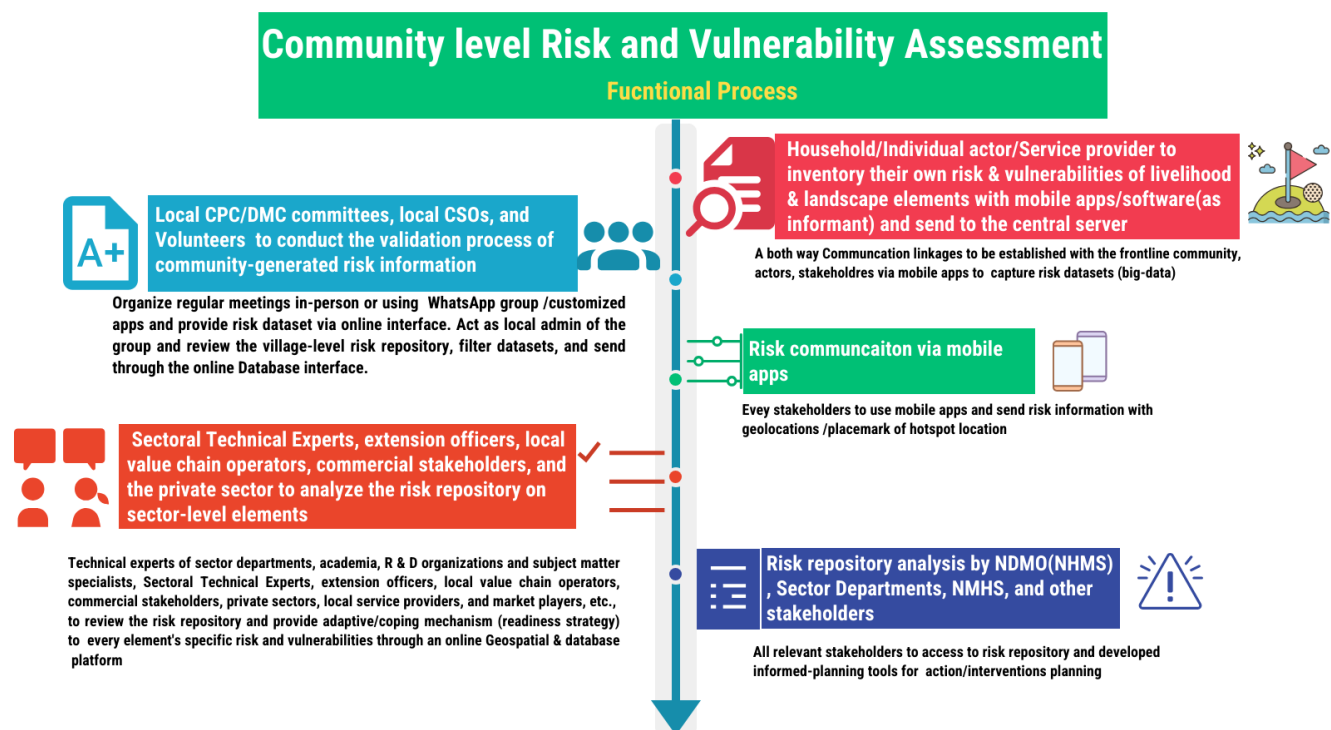 Community level Risk and Vulnerability Assessment
Fucntional Process
Household/Individual actor/Service provider to
inventory their own risk & vulnerabilities of livelihood
& landscape elements with mobile apps/software(as
informant) and send to the central server
A both way Communcation linkages to be established with the frontline community,
actors, stakeholdres via mobile apps to capture risk datasets (big-data)
A+
Local CPC/DMC committees, local CSOs, and
Volunteers to conduct the validation process of
community-generated risk information
Organize regular meetings in-person or using WhatsApp group /customized
apps and provide risk dataset via online interface. Act as local admin of the
group and review the village-level risk repository, filter datasets, and send
through the online Database interface.
Risk communcaiton via mobile
apps
Evey stakeholders to use mobile apps and send risk information with
geolocations /placemark of hotspot location
Sectoral Technical Experts, extension officers, local
value chain operators, commercial stakeholders, and
the private sector to analyze the risk repository on
sector-level elements
Technical experts of sector departments, academia, R & D organizations and subject matter
specialists, Sectoral Technical Experts, extension officers, local value chain operators,
commercial stakeholders, private sectors, local service providers, and market players, etc.,
to review the risk repository and provide adaptive/coping mechanism (readiness strategy)
to every element's specific risk and vulnerabilities through an online Geospatial & database
platform
Risk repository analysis by NDMO(NHMS)
, Sector Departments, NMHS, and other
stakeholders
All relevant stakeholders to access to risk repository and developed
informed-planning tools for action/interventions planning